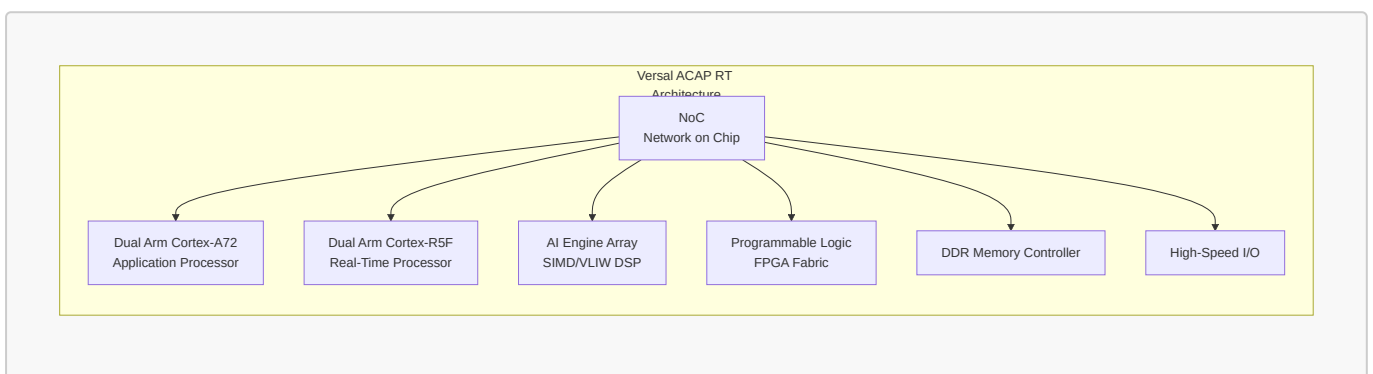 Versal ACAP RT
Architecture
NoC
Network on Chip
Dual Arm Cortex-A72
Application Processor
Dual Arm Cortex-R5F
Real-Time Processor
AI Engine Array
SIMD/VLIW DSP
Programmable Logic
FPGA Fabric
DDR Memory Controller
High-Speed I/O